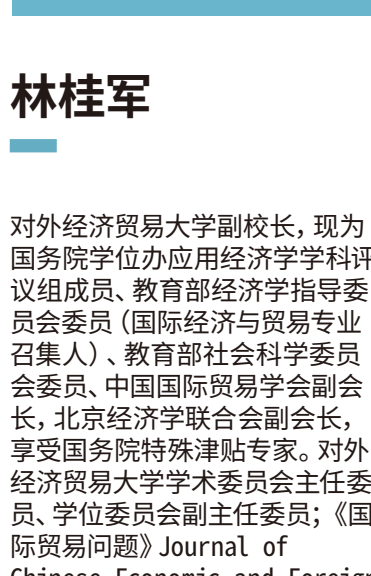 林桂军
对外经济贸易大学副校长，现为
国务院学位办应用经济学学科评
议组成员、教育部经济学指导委
员会委员（国际经济与贸易专业
召集人）、教育部社会科学委员
会委员、中国国际贸易学会副会
长，北京经济学联合会副会长，
享受国务院特殊津贴专家。对外
经济贸易大学学术委员会主任委
员、学位委员会副主任委员；《国
际贸易问题》Journal of
Chinese Economic and Foreign